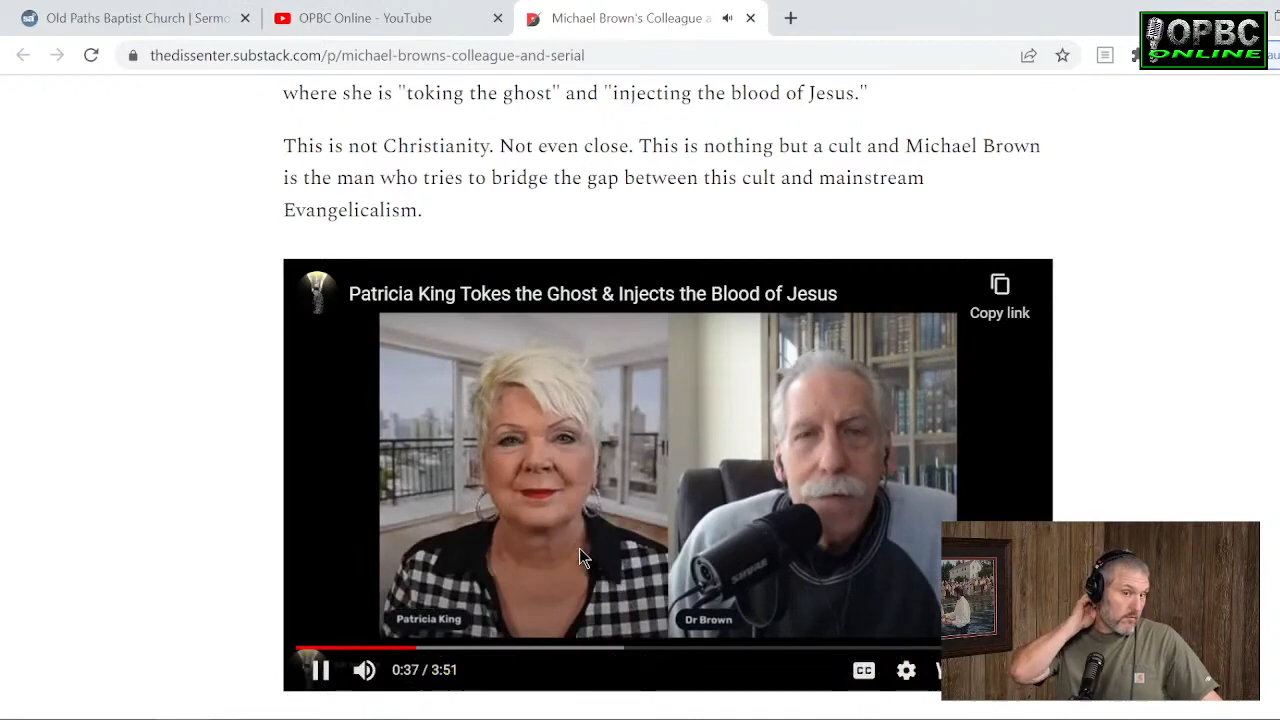 Old Paths Baptist Church | Sermo
OPBC Online - YouTube
Michael Brown's Colleague a
OPBC
ONLINE
thedissenter.substack.com/p/michael-browns-colleague-and-serial
where she is "toking the ghost" and "injecting the blood of Jesus."
This is not Christianity. Not even close. This is nothing but a cult and Michael Brown
is the man who tries to bridge the gap between this cult and mainstream
Evangelicalism.
Patricia King Tokes the Ghost & Injects the Blood of Jesus
Copy link
SHURE
Patricia King
Dr Brown
0:37 / 3:51
CC